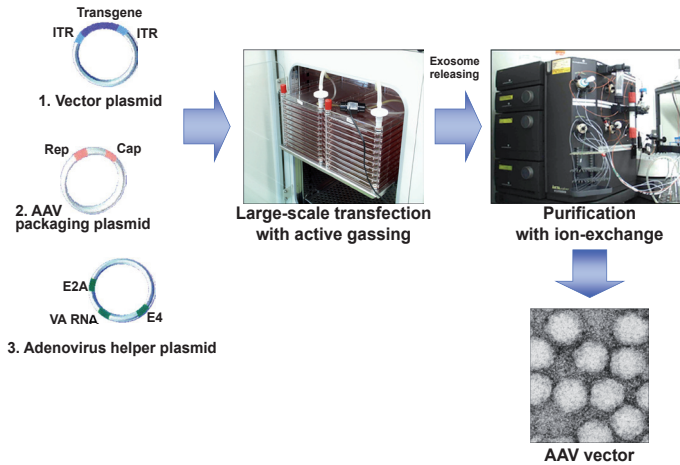 Transgene
ITR
ITR
1. Vector plasmid
Rep
Cap
2. AAV
packaging plasmid
E2A
VA RNA
E4
3. Adenovirus helper plasmid
Large-scale transfection
with active gassing
Exosome
releasing
Purification
with ion-exchange
AAV vector